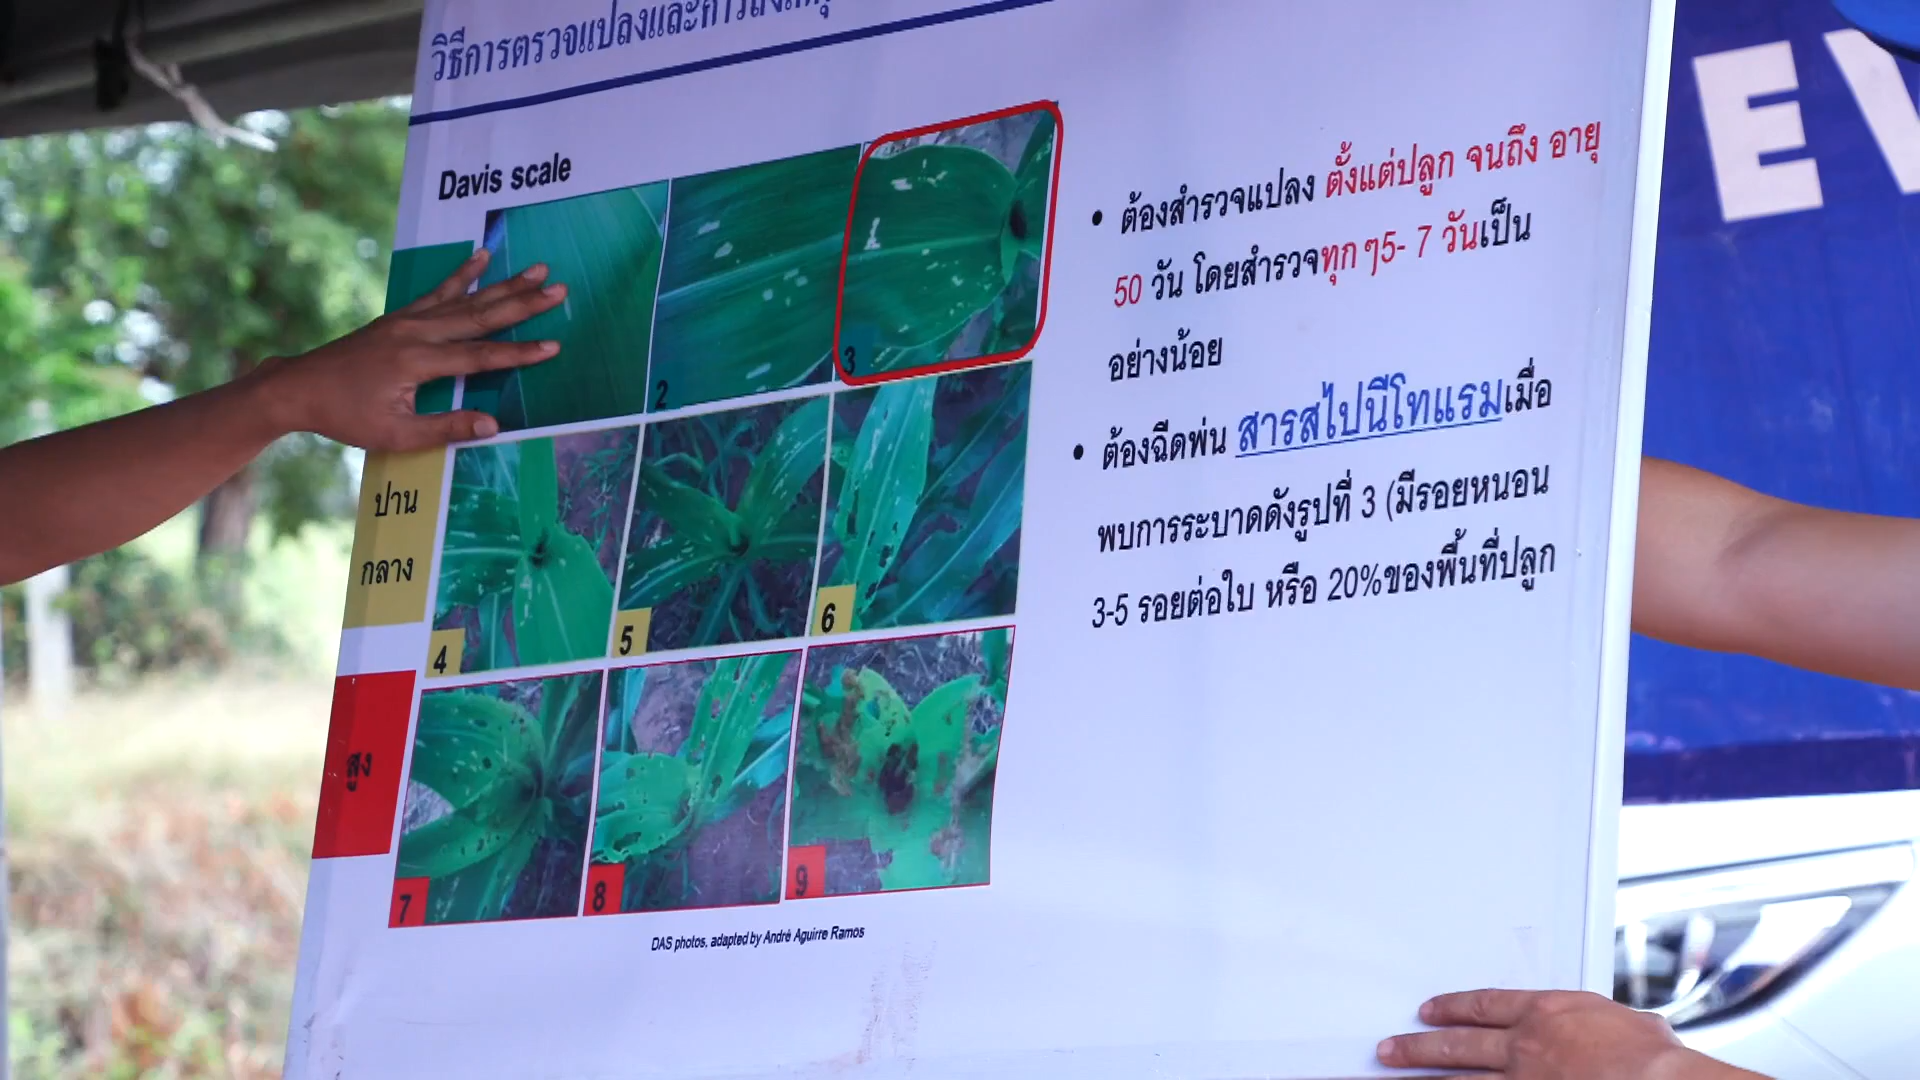 วิธีการตรวจแปลงและการ
Davis scale
2
3
ปาน
กลาง
4
5
6
สูง
7
8
9
DAS photos, adapted by André Aguirre Ramos
• ต้องสำรวจแปลง ตั้งแต่ปลูก จนถึง อายุ
50 วัน โดยสำรวจทุกๆ5- 7 วันเป็น
อย่างน้อย
• ต้องฉีดพ่น สารสไปนีโทแรมเมื่อ
พบการระบาดดังรูปที่ 3 (มีรอยหนอน
3-5 รอยต่อใบ หรือ 20%ของพื้นที่ปลูก